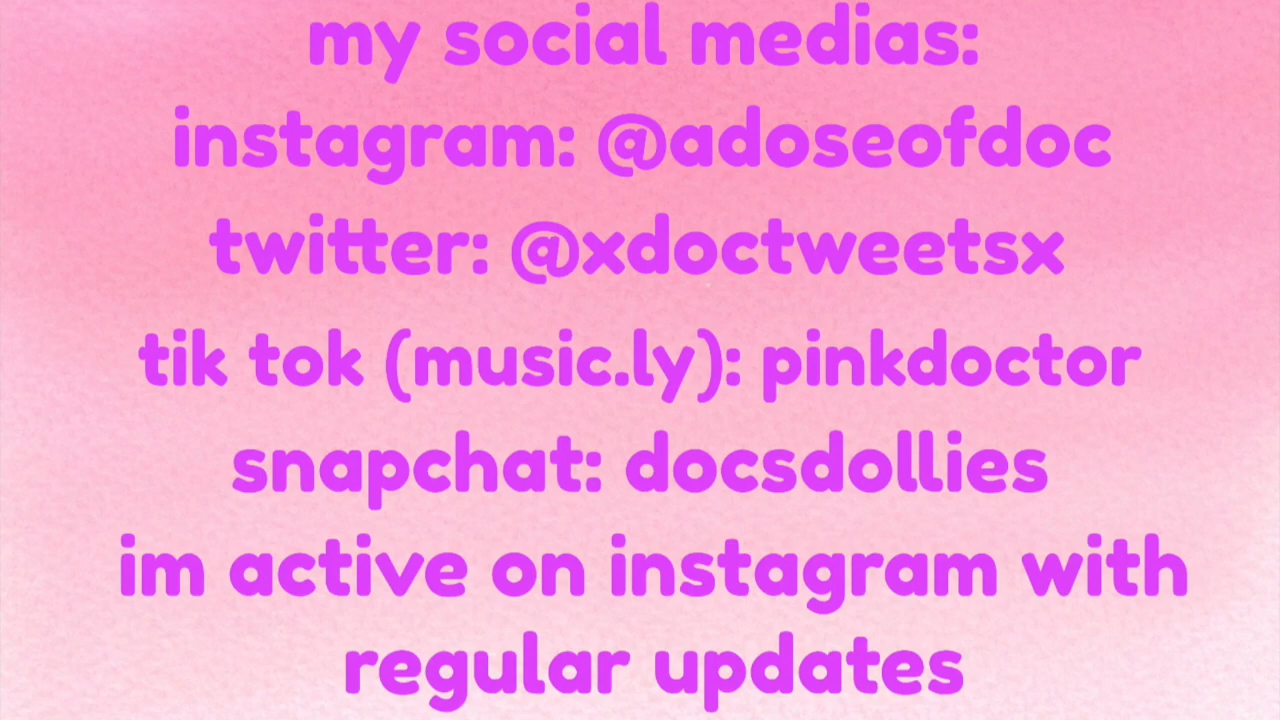 my social medias:
instagram: @adoseofdoc
twitter: @xdoctweetsx
tik tok (music.ly): pinkdoctor
snapchat: docsdollies
im active on instagram with
regular updates